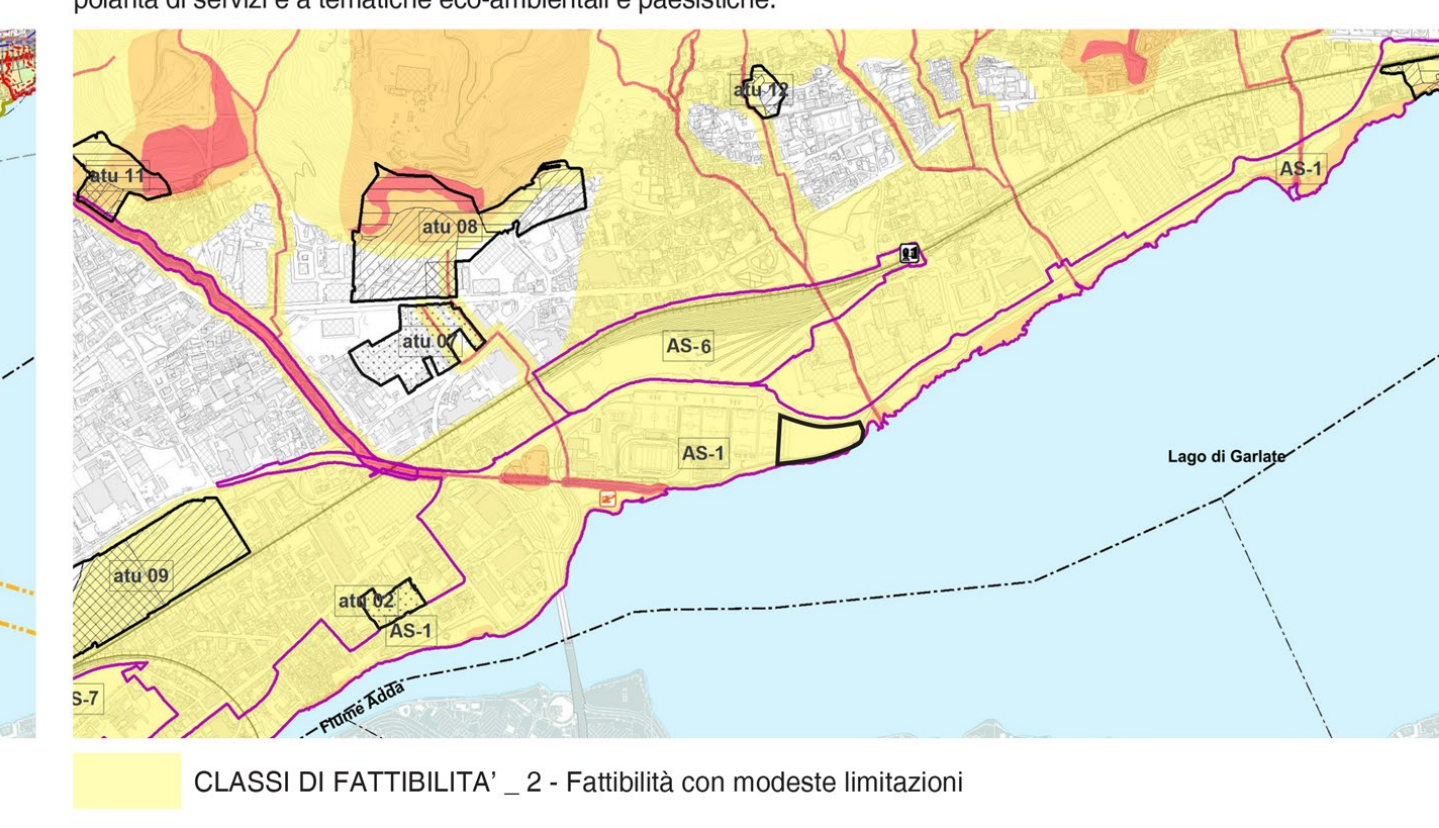 polarità di servizi e a tematiche eco-ambientali e paesistiche.
atu 12
atu 11
AS-1
atu 08
atu 07
AS-6
AS-1
Lago di Garlate
atu 09
atu 02
AS-1
S-7
Fiume Adda
CLASSI DI FATTIBILITA’ _ 2 - Fattibilità con modeste limitazioni